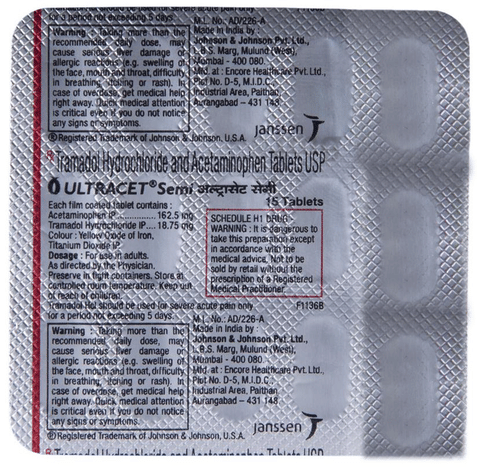 for a period not exceeding 5 days.
Warning : Taking more than the
recommended daily dose, may
cause serious liver damage or
allergic reactions (e.g. swelling of
the face, mouth and throat, difficulty
in breathing, itching or rash). In
case of overdose, get medical help
right away. Quick medical attention
is critical even if you do not notice
any signs or symptoms.
M.L. No.: AD/226-A
Made in India by :
Johnson & Johnson Pvt. Ltd.,
L.B.S. Marg, Mulund (West),
Mumbai - 400 080.
Mfd. at : Encore Healthcare Pvt. Ltd.,
Plot No. D-5, M.I.D.C.,
Industrial Area, Paithan,
Aurangabad - 431 148.
janssen
®Registered Trademark of Johnson & Johnson, U.S.A.
Tramadol Hydrochloride and Acetaminophen Tablets USP
ULTRACET® Semi अल्ट्रासेट सेमी
15 Tablets
Each film coated tablet contains :
Acetaminophen IP............... 162.5 mg
Tramadol Hydrochloride IP.... 18.75 mg
Colour : Yellow Oxide of Iron,
Titanium Dioxide IP
Dosage : For use in adults.
As directed by the Physician.
Preserve in tight containers. Store at
controlled room temperature. Keep out
of reach of children.
SCHEDULE H1 DRUG
WARNING : It is dangerous to
take this preparation except
in accordance with the
medical advice. Not to be
sold by retail without the
prescription of a Registered
Medical Practitioner.
Tramadol Hcl should be used for severe acute pain only
for a period not exceeding 5 days.
F1136B
Warning : Taking more than the
recommended daily dose, may
cause serious liver damage or
allergic reactions (e.g. swelling of
the face, mouth and throat, difficulty
in breathing, itching or rash). In
case of overdose, get medical help
right away. Quick medical attention
is critical even if you do not notice
any signs or symptoms.
M.L. No.: AD/226-A
Made in India by :
Johnson & Johnson Pvt. Ltd.,
L.B.S. Marg, Mulund (West),
Mumbai - 400 080.
Mfd. at : Encore Healthcare Pvt. Ltd.,
Plot No. D-5, M.I.D.C.,
Industrial Area, Paithan,
Aurangabad - 431 148.
janssen
®Registered Trademark of Johnson & Johnson, U.S.A.
Tramadol Hydrochloride and Acetaminophen Tablets USP